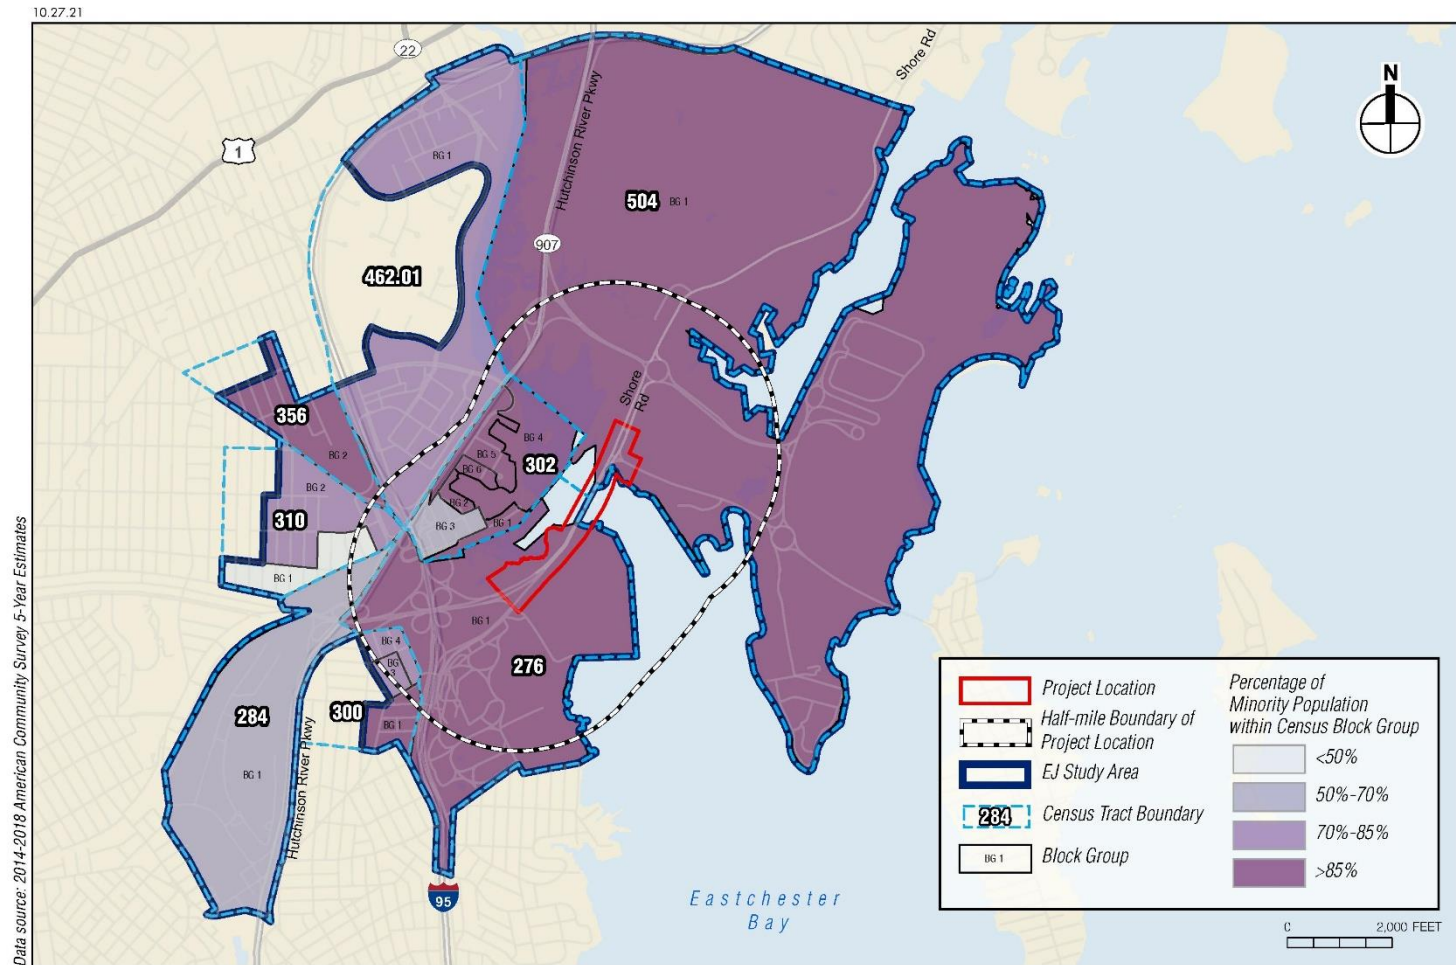 10.27.21
22
Shore Rd
N
1
Hutchinson River Pkwy
BG 1
504
BG 1
907
462.01
Shore
Rd
356
BG 4
BG 2
BG 5
302
BG 6
BG 2
310
BG 2
BG 3
BG 1
BG 1
BG 1
BG 4
BG
3
276
284
300
BG 1
BG 1
Hutchinson River Pkwy
95
Eastchester
Bay
Project Location
Half-mile Boundary of
Project Location
EJ Study Area
284
Census Tract Boundary
BG 1
Block Group
Percentage of
Minority Population
within Census Block Group
<50%
50%-70%
70%-85%
>85%
0
2,000 FEET
Data source: 2014-2018 American Community Survey 5-Year Estimates